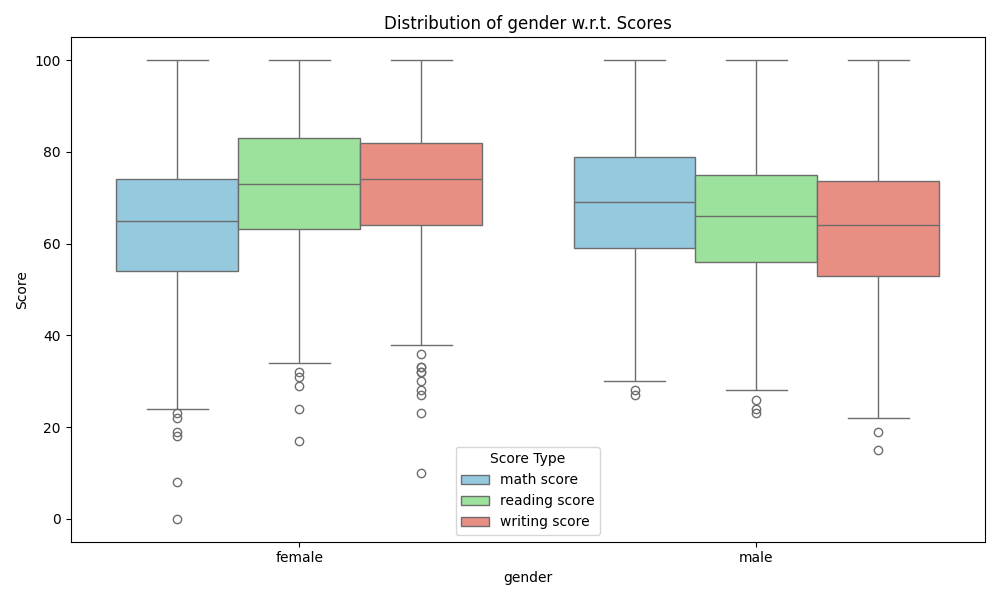 Distribution of gender w.r.t. Scores
100
80
60
40
20
0
Score
Score Type
math score
reading score
writing score
female
male
gender